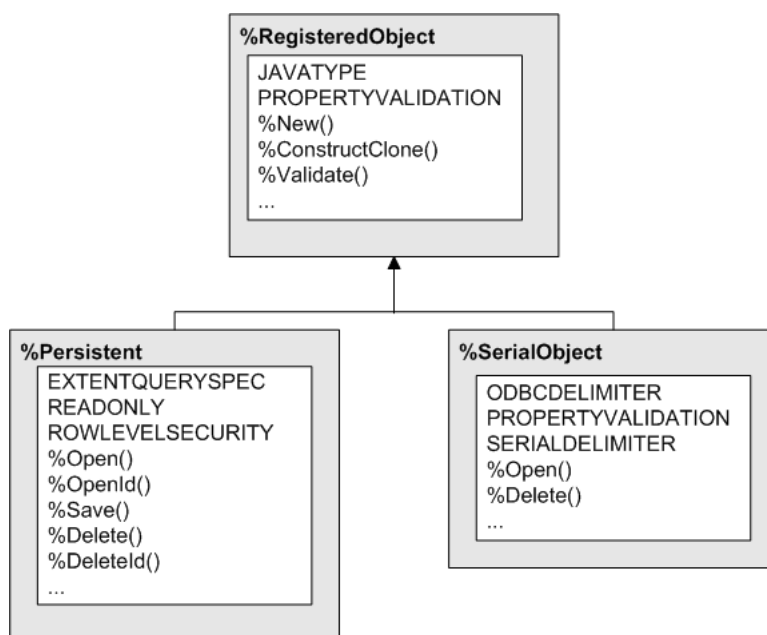 %RegisteredObject
JAVATYPE
PROPERTYVALIDATION
%New()
%ConstructClone()
%Validate()
...
%Persistent
EXTENTQUERYSPEC
READONLY
ROWLEVELSECURITY
%Open()
%OpenId()
%Save()
%Delete()
%DeleteId()
...
%SerialObject
ODBCDELIMITER
PROPERTYVALIDATION
SERIALDELIMITER
%Open()
%Delete()
...